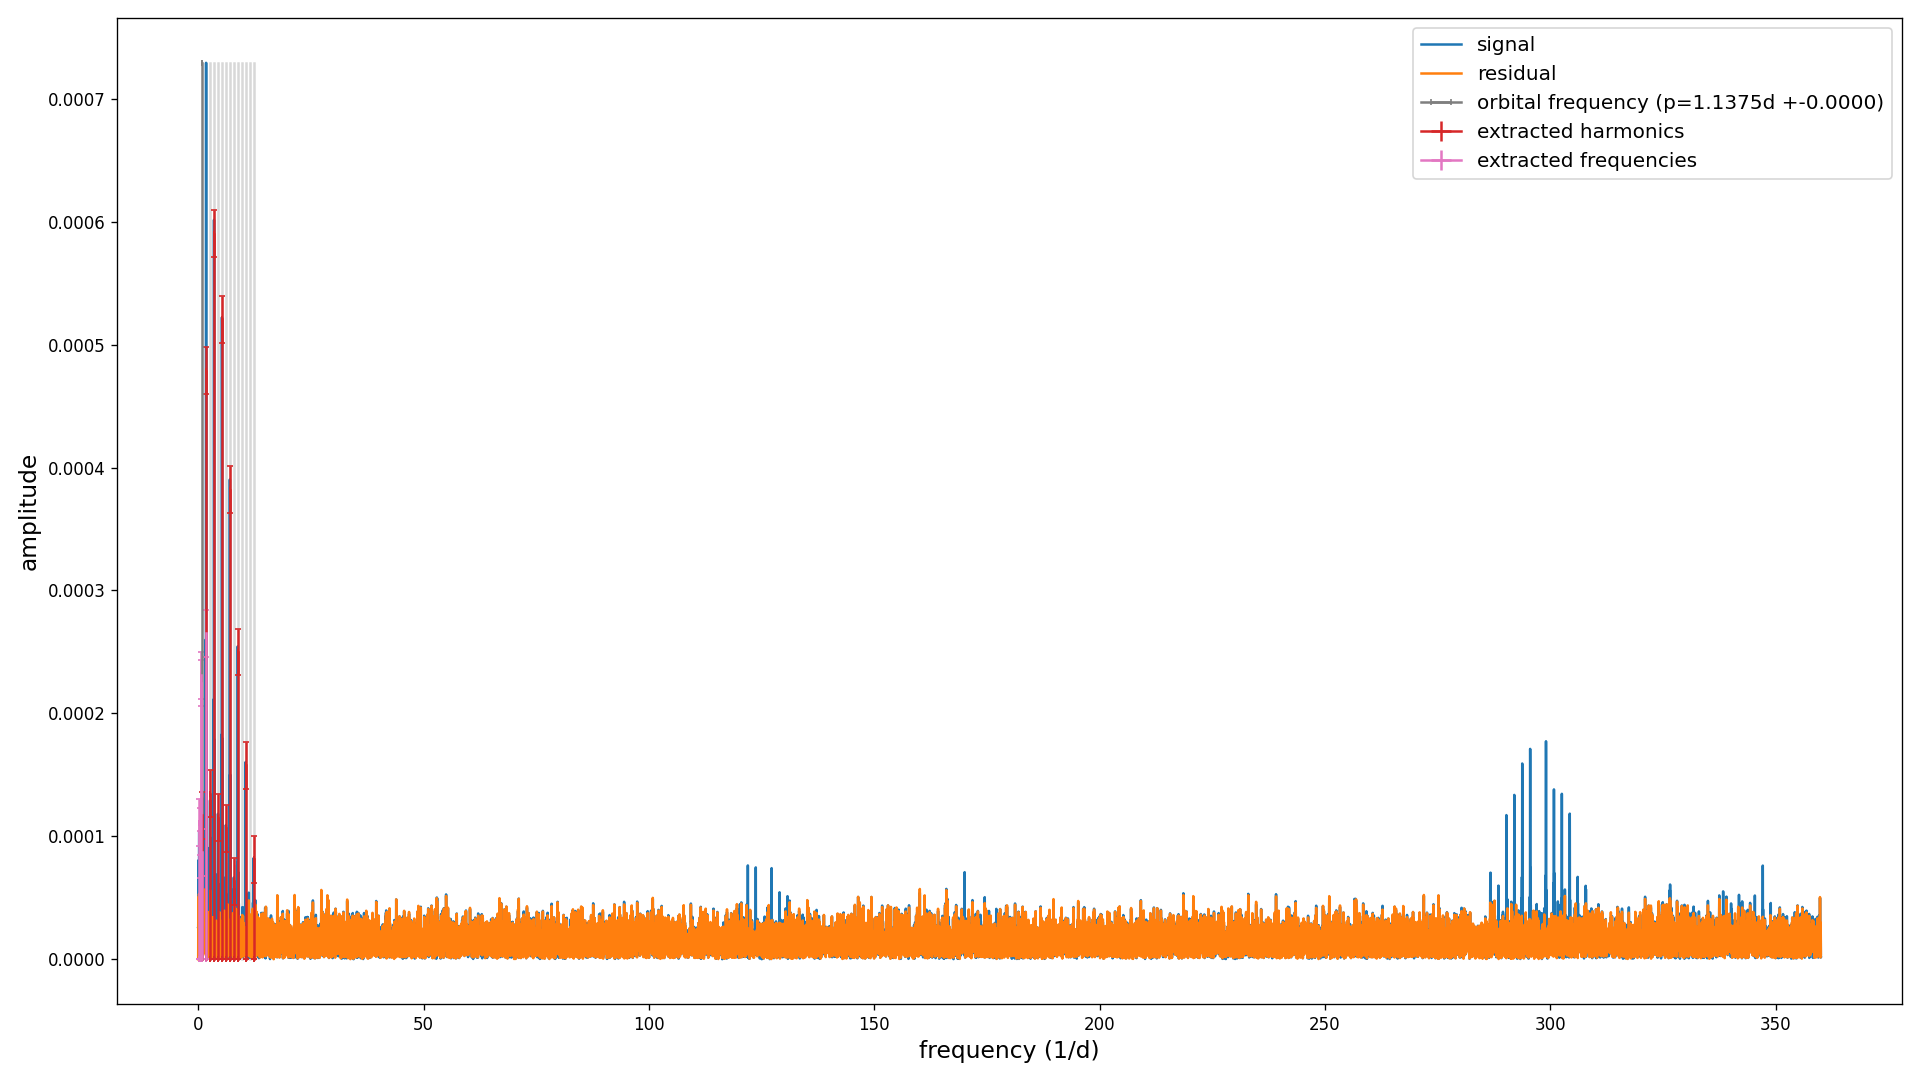 signal
residual
orbital frequency (p=1.1375d +-0.0000)
extracted harmonics
extracted frequencies
0.0007
0.0006
0.0005
0.0004
0.0003
0.0002
0.0001
0.0000
amplitude
0 50 100 150 200 250 300 350
frequency (1/d)